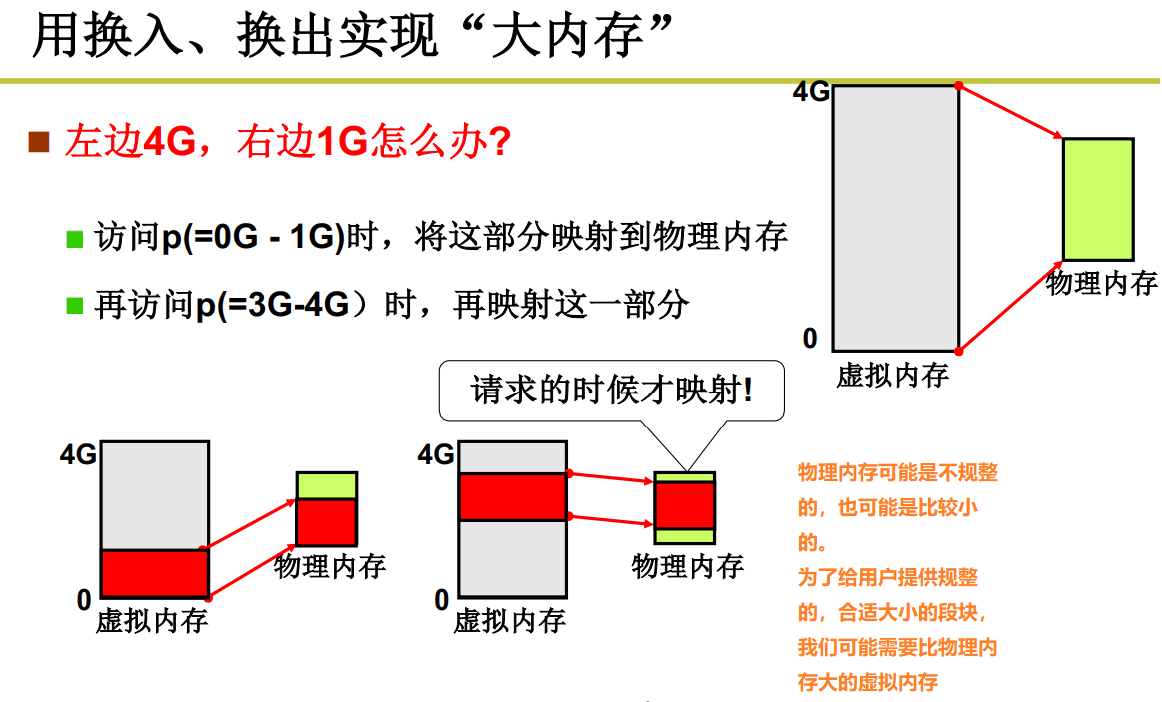 用换入、换出实现“大内存”
左边4G，右边1G怎么办?
访问p(=0G - 1G)时，将这部分映射到物理内存
再访问p(=3G-4G）时，再映射这一部分
4G
0
虚拟内存
物理内存
请求的时候才映射!
4G
0
虚拟内存
物理内存
4G
0
虚拟内存
物理内存
物理内存可能是不规整
的，也可能是比较小
的。
为了给用户提供规整
的，合适大小的段块，
我们可能需要比物理内
存大的虚拟内存